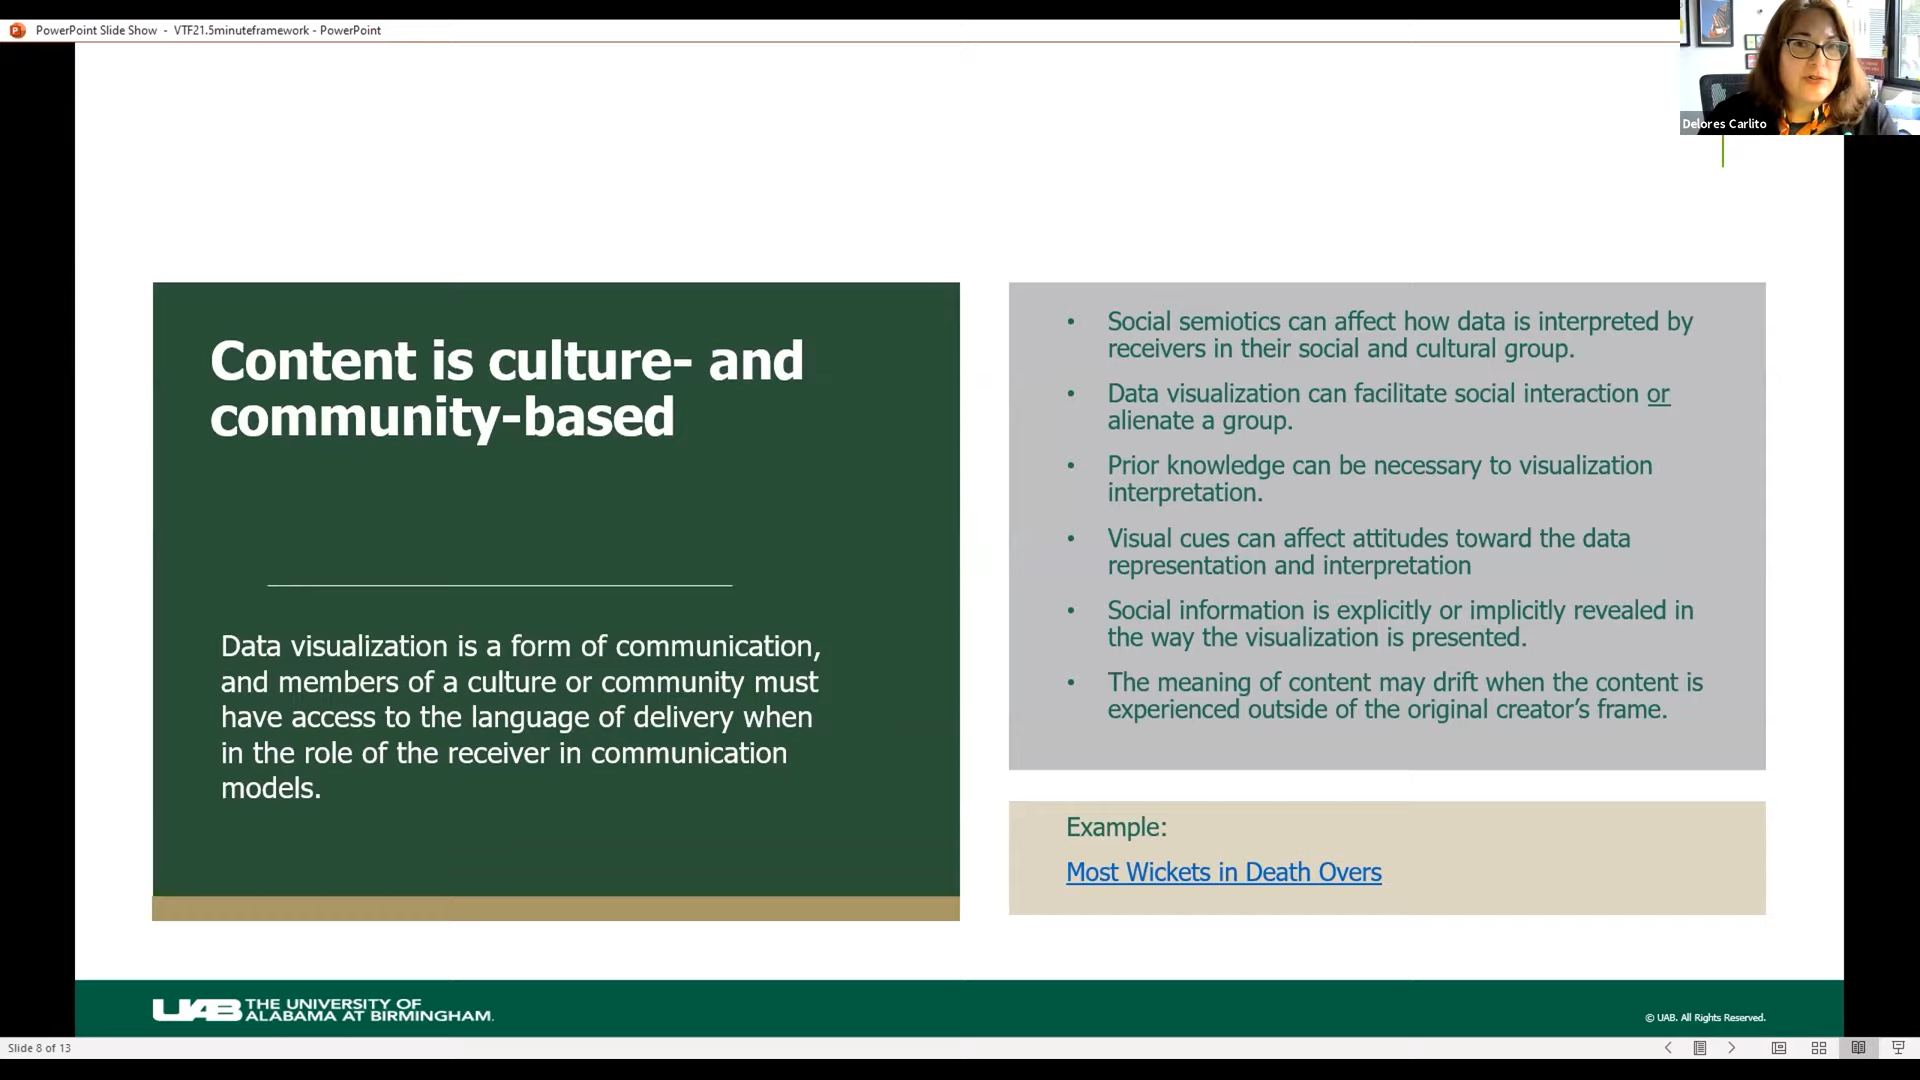 PowerPoint Slide Show - VTF21.5minuteframework - PowerPoint
Delores Carlito
Content is culture- and
community-based
Data visualization is a form of communication,
and members of a culture or community must
have access to the language of delivery when
in the role of the receiver in communication
models.
• Social semiotics can affect how data is interpreted by
receivers in their social and cultural group.
• Data visualization can facilitate social interaction or
alienate a group.
• Prior knowledge can be necessary to visualization
interpretation.
• Visual cues can affect attitudes toward the data
representation and interpretation
• Social information is explicitly or implicitly revealed in
the way the visualization is presented.
• The meaning of content may drift when the content is
experienced outside of the original creator’s frame.
Example:
Most Wickets in Death Overs
UAB THE UNIVERSITY OF
ALABAMA AT BIRMINGHAM.
© UAB. All Rights Reserved.
Slide 8 of 13